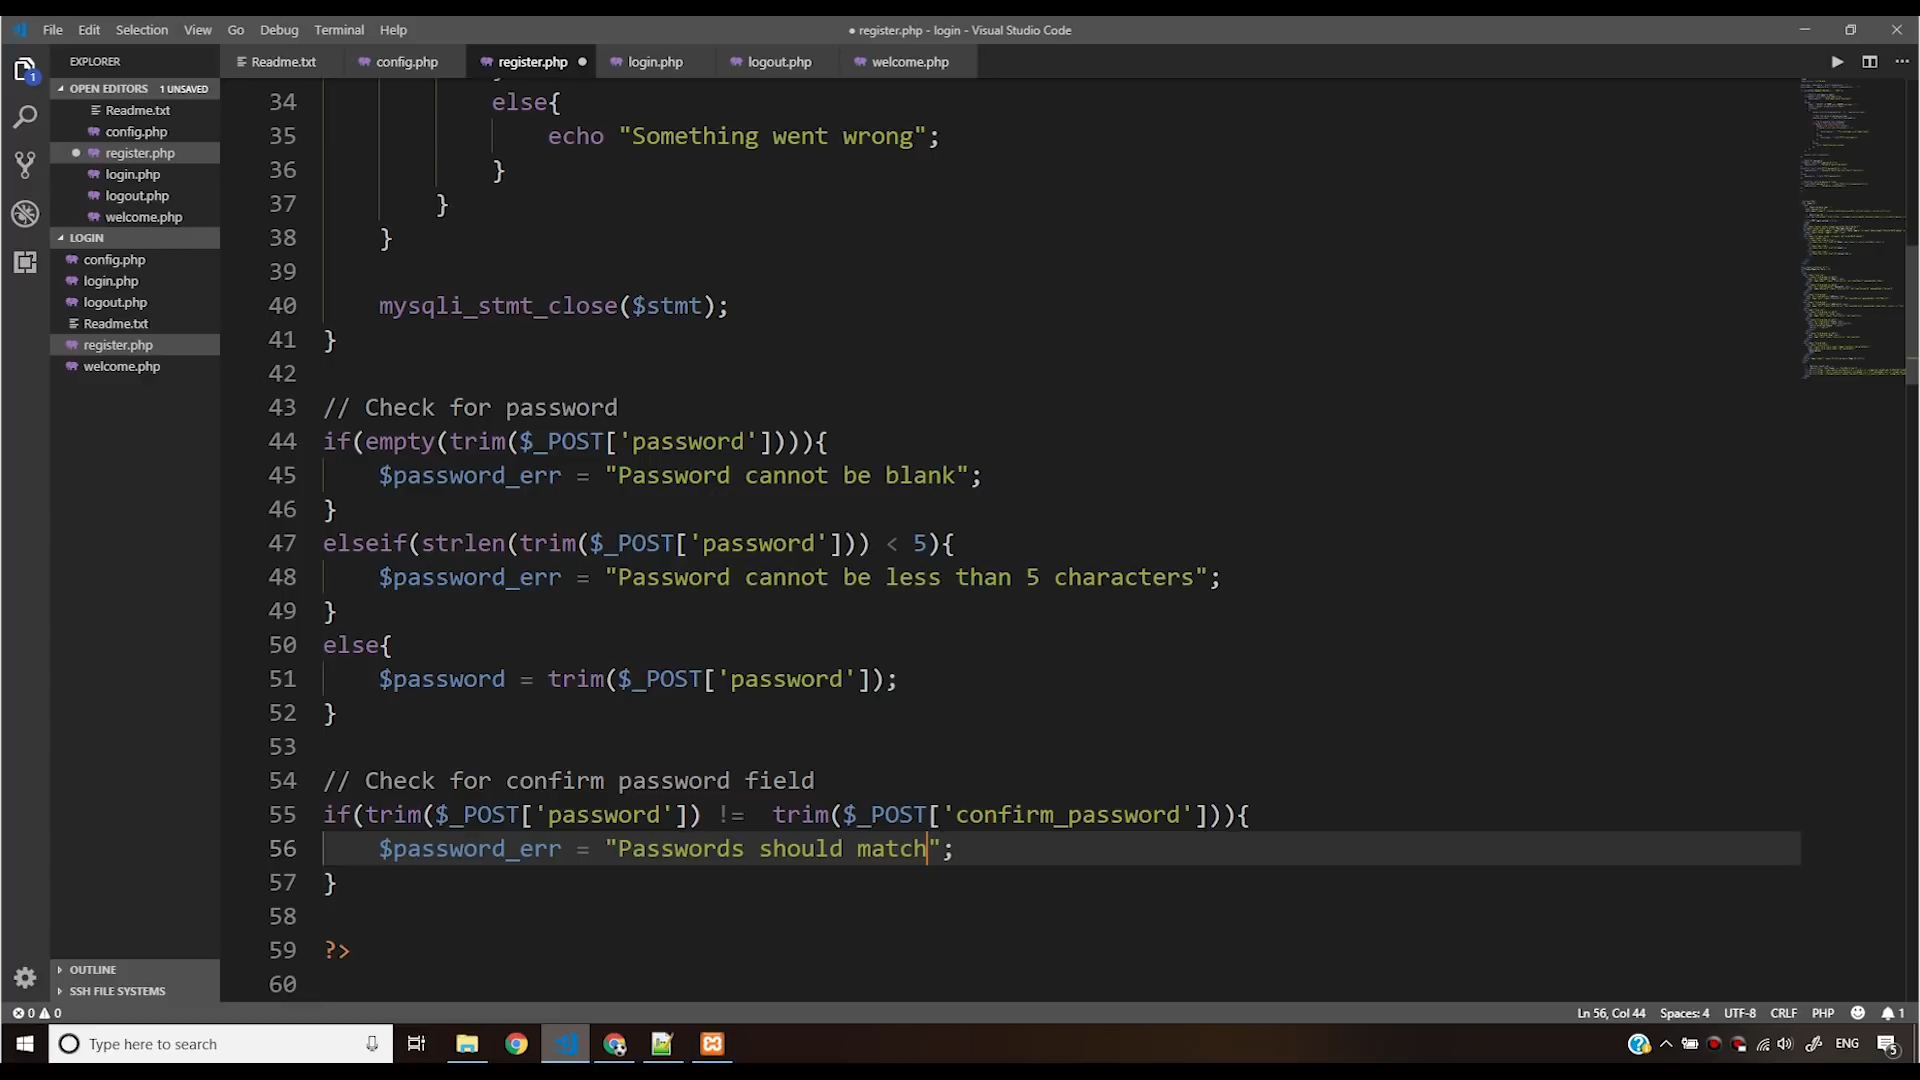 File Edit Selection View Go Debug Terminal Help
● register.php - login - Visual Studio Code
EXPLORER
Readme.txt config.php register.php login.php logout.php welcome.php
OPEN EDITORS 1 UNSAVED
Readme.txt
config.php
register.php
login.php
logout.php
welcome.php
LOGIN
config.php
login.php
logout.php
Readme.txt
register.php
welcome.php
OUTLINE
SSH FILE SYSTEMS
34 else{
35 echo "Something went wrong";
36 }
37 }
38 }
39
40 mysqli_stmt_close($stmt);
41 }
42
43 // Check for password
44 if(empty(trim($_POST['password']))){
45 $password_err = "Password cannot be blank";
46 }
47 elseif(strlen(trim($_POST['password'])) < 5){
48 $password_err = "Password cannot be less than 5 characters";
49 }
50 else{
51 $password = trim($_POST['password']);
52 }
53
54 // Check for confirm password field
55 if(trim($_POST['password']) !=  trim($_POST['confirm_password'])){
56 $password_err = "Passwords should match";
57 }
58
59 ?>
60
0 0 Ln 56, Col 44 Spaces: 4 UTF-8 CRLF PHP 1
Type here to search
ENG
5